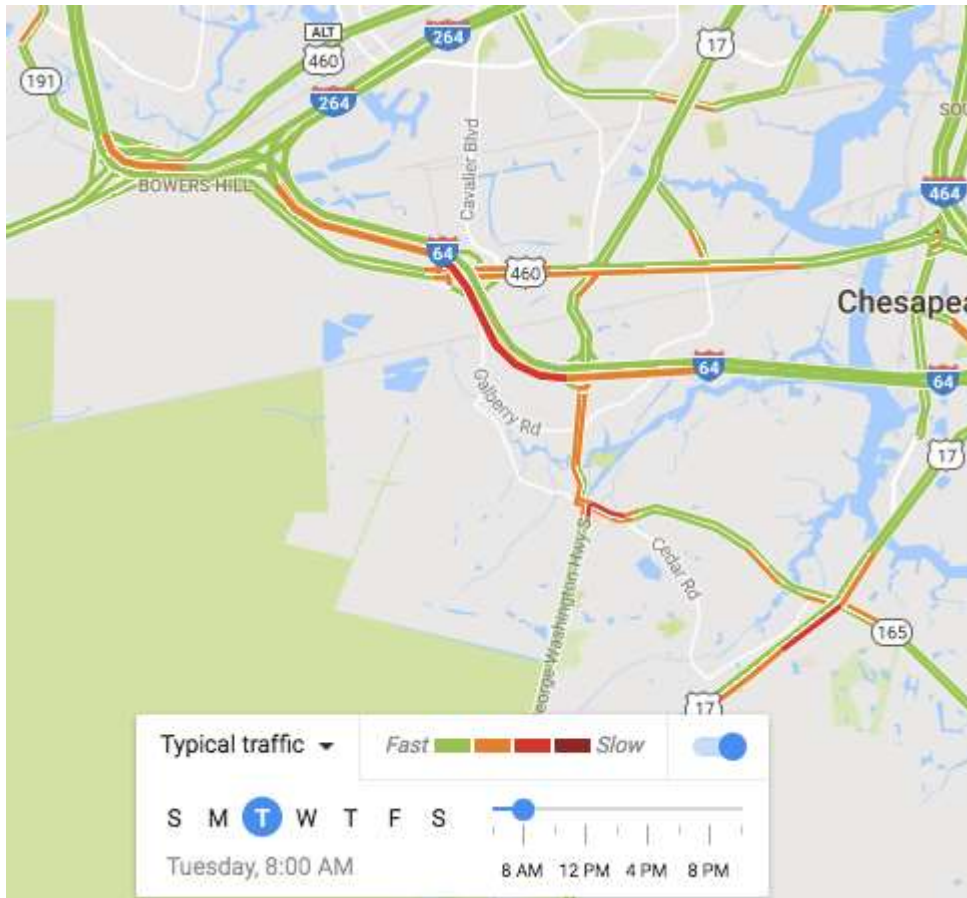 264
ALT
460
17
191
264
SOU
Cavalier Blvd
BOWERS HILL
464
64
460
Chesapea
64
64
Galberry Rd
17
George Washington Hwy S
Cedar Rd
165
17
Typical traffic
Fast
Slow
S M T W T F S
Tuesday, 8:00 AM
8 AM 12 PM 4 PM 8 PM